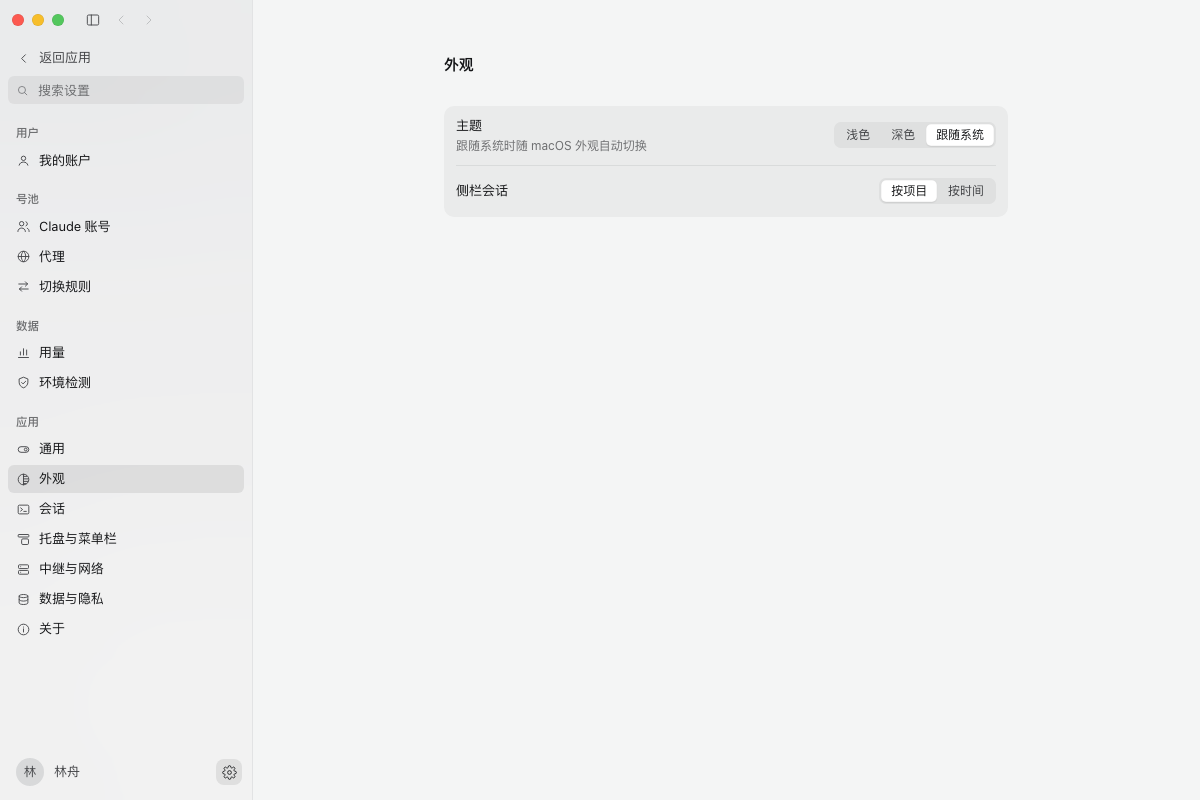 返回应用
搜索设置
用户
我的账户
号池
Claude 账号
代理
切换规则
数据
用量
环境检测
应用
通用
外观
会话
托盘与菜单栏
中继与网络
数据与隐私
关于
林 林舟
外观
主题
跟随系统时随 macOS 外观自动切换
浅色 深色 跟随系统
侧栏会话
按项目 按时间